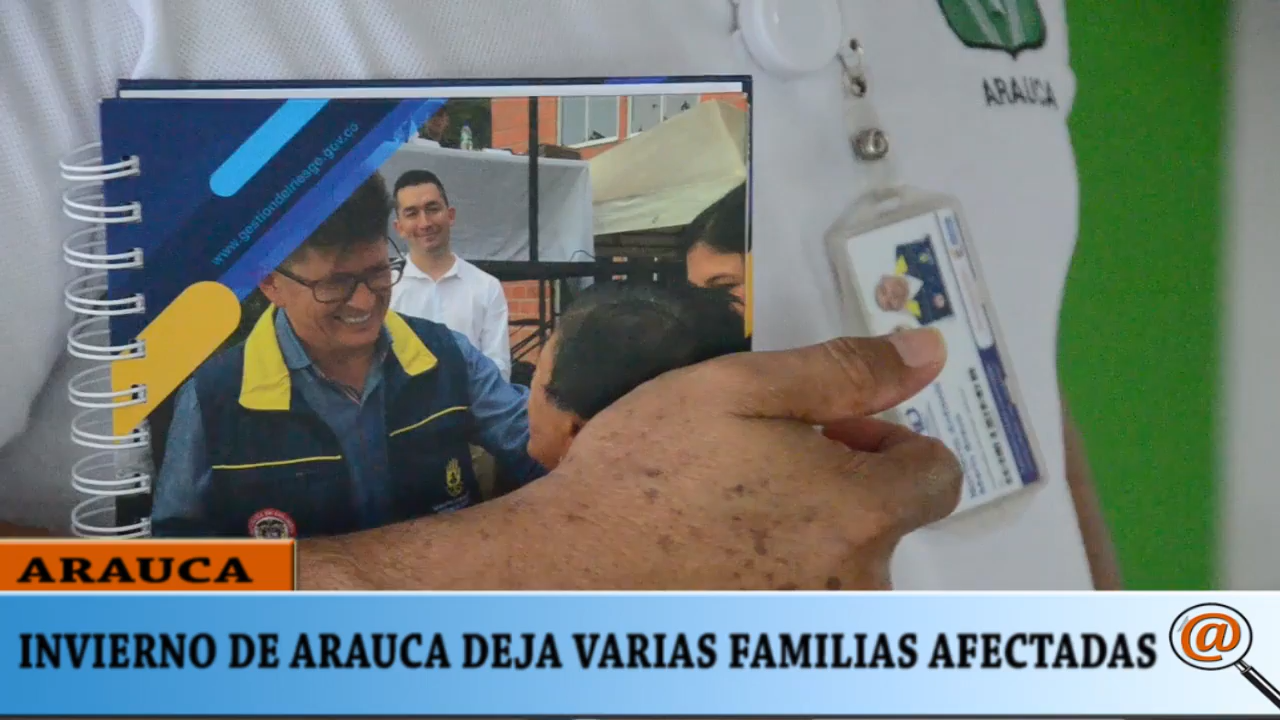 ARAUCA
www.gestiondelriesgo.gov.co
ARAUCA
INVIERNO DE ARAUCA DEJA VARIAS FAMILIAS AFECTADAS
@